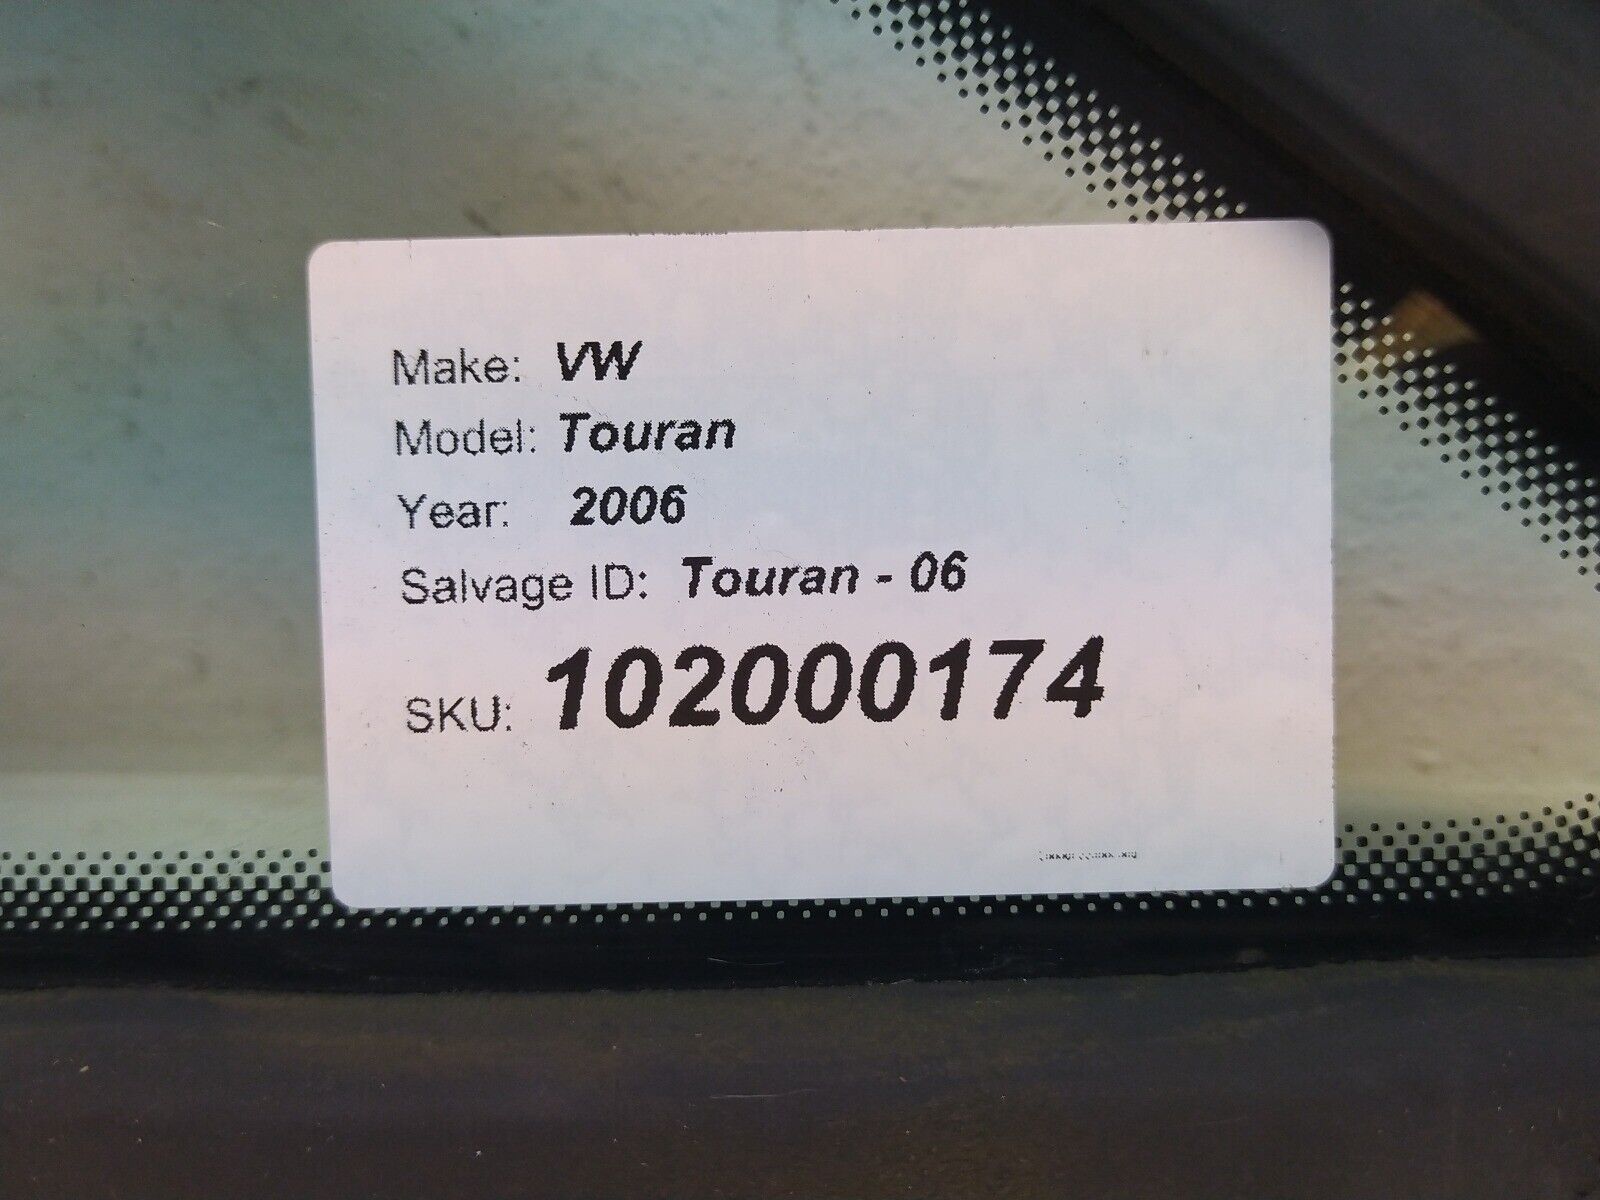 Make: VW
Model: Touran
Year: 2006
Salvage ID: Touran - 06
SKU: 102000174